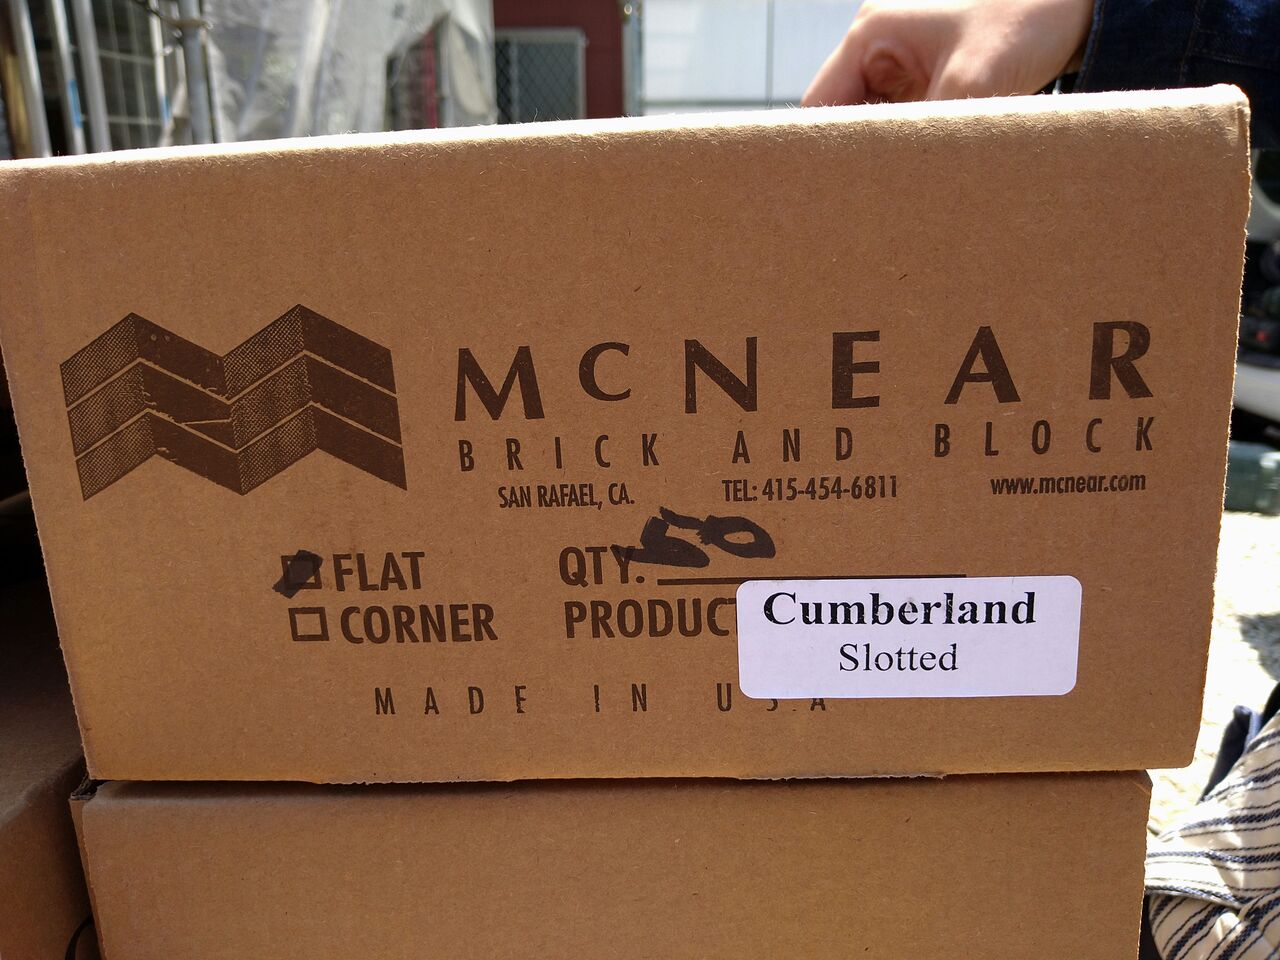 MCNEAR
BRICK AND BLOCK
SAN RAFAEL, CA. TEL: 415-454-6811 www.mcnear.com
FLAT QTY. 50
CORNER PRODUCT
Cumberland
Slotted
MADE IN USA